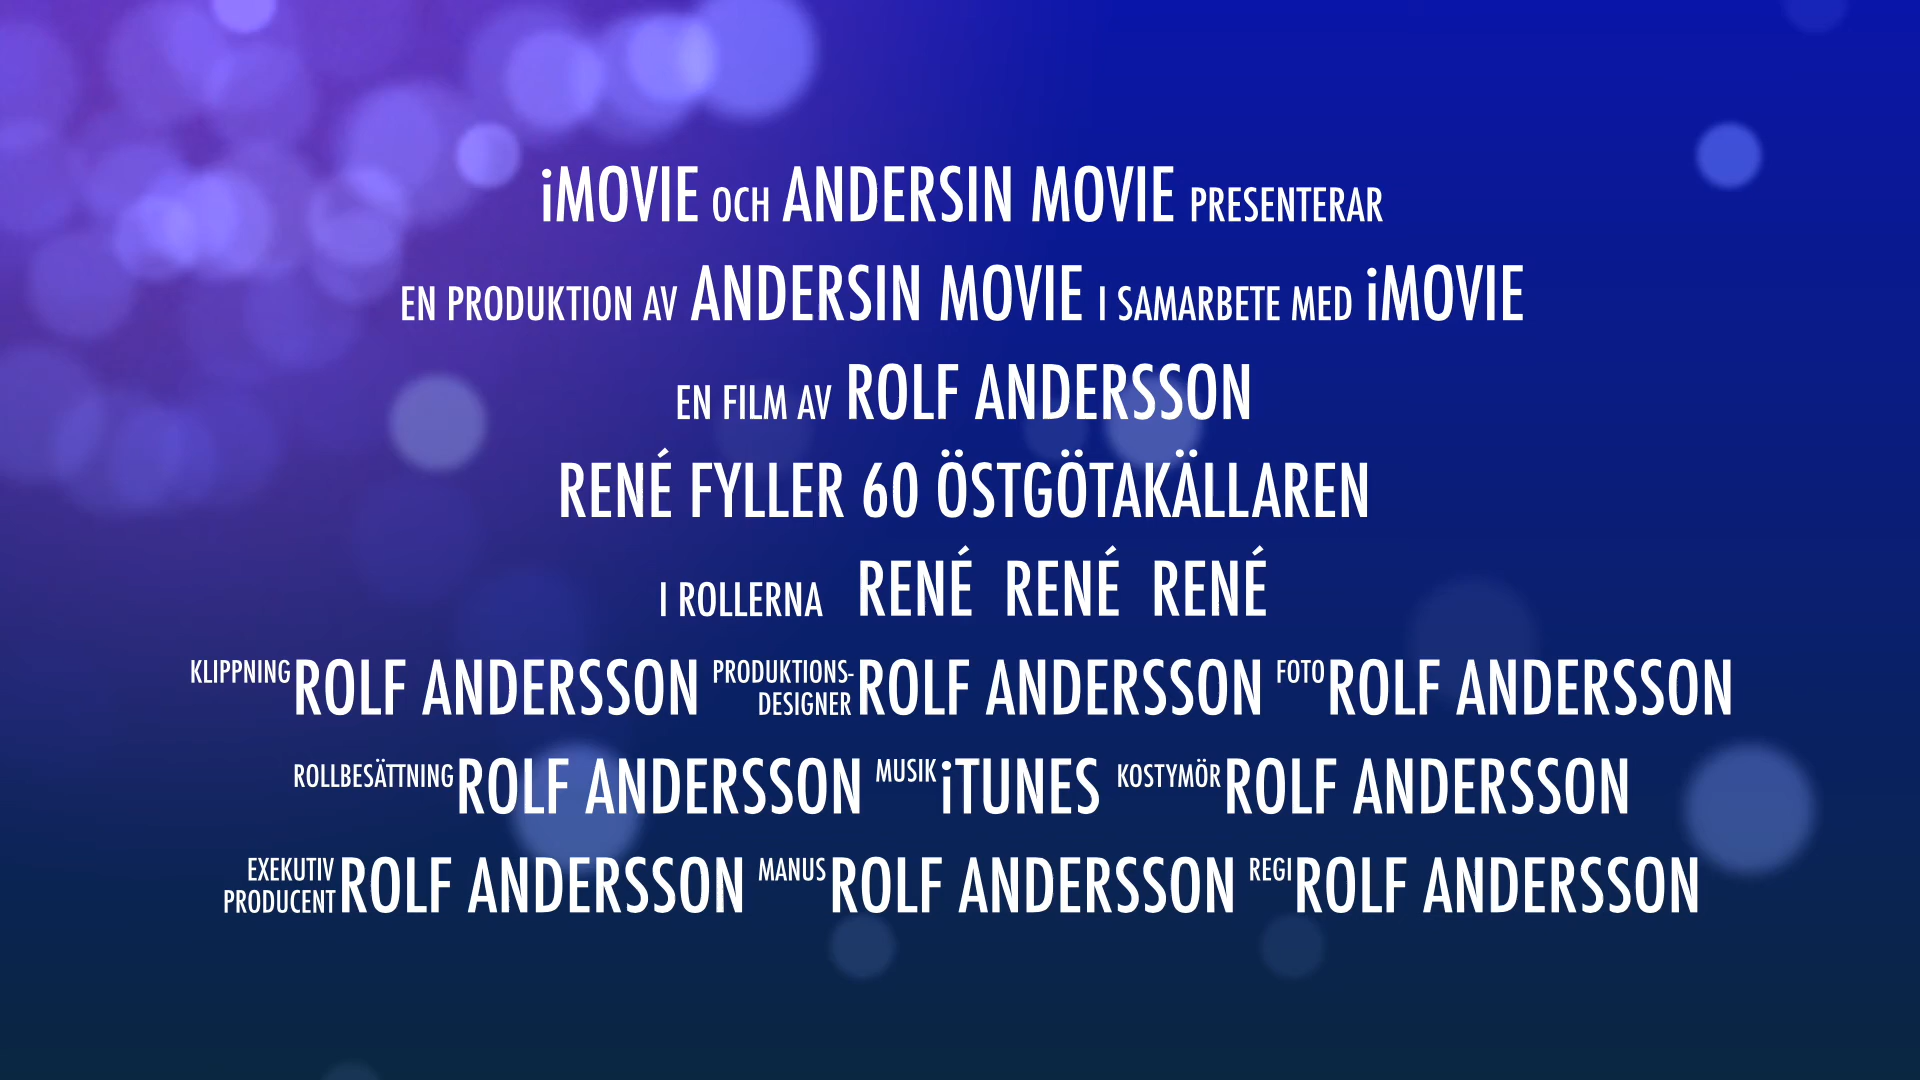 iMOVIE OCH ANDERSIN MOVIE PRESENTERAR
EN PRODUKTION AV ANDERSIN MOVIE I SAMARBETE MED iMOVIE
EN FILM AV ROLF ANDERSSON
RENÉ FYLLER 60 ÖSTGÖTAKÄLLAREN
I ROLLERNA RENÉ RENÉ RENÉ
KLIPPNING ROLF ANDERSSON PRODUKTIONS-DESIGNER ROLF ANDERSSON FOTO ROLF ANDERSSON
ROLLBESÄTTNING ROLF ANDERSSON MUSIK iTUNES KOSTYMÖR ROLF ANDERSSON
EXEKUTIV PRODUCENT ROLF ANDERSSON MANUS ROLF ANDERSSON REGI ROLF ANDERSSON